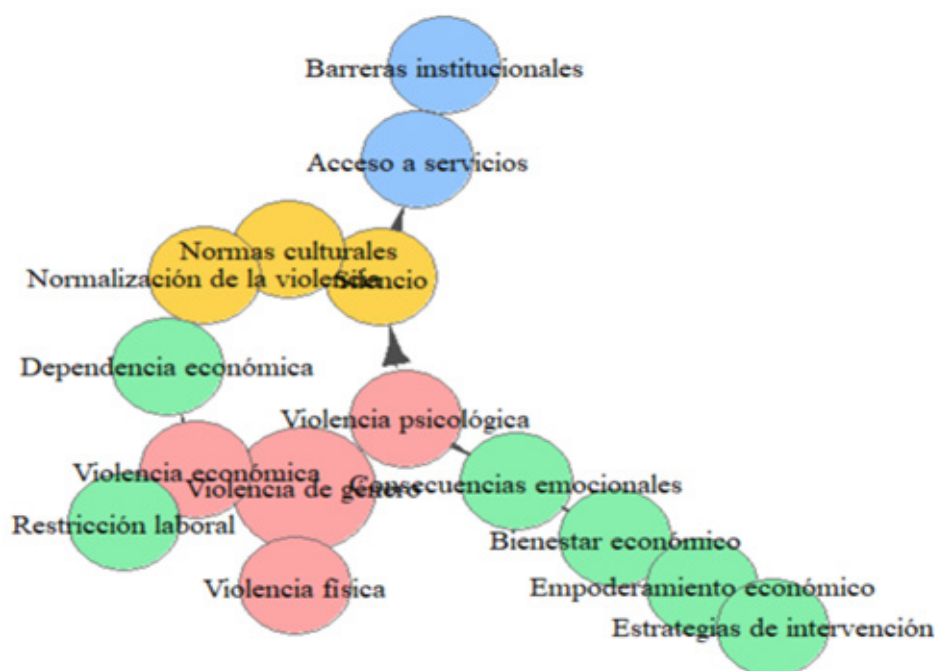 Barreras institucionales
Acceso a servicios
Normas culturales
Normalización de la violencia
Silencio
Dependencia económica
Violencia psicológica
Violencia económica
Consecuencias emocionales
Violencia de género
Restricción laboral
Bienestar económico
Violencia física
Empoderamiento económico
Estrategias de intervención